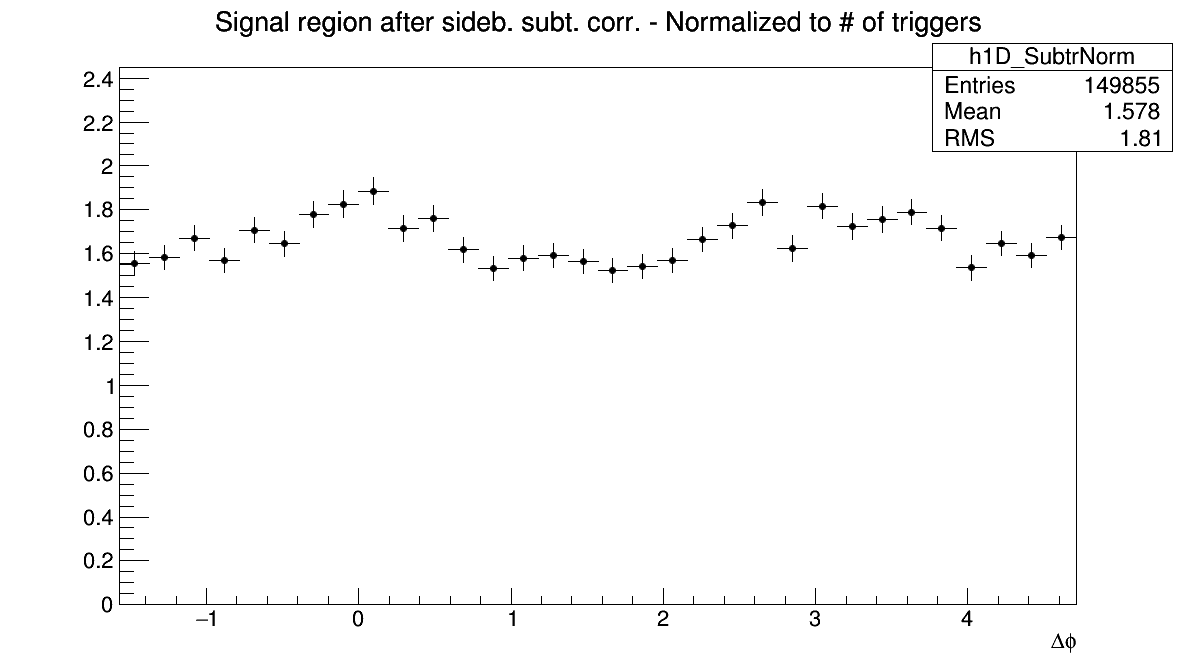 Signal region after sideb. subt. corr. - Normalized to # of triggers
h1D_SubtrNorm
Entries 149855
Mean 1.578
RMS 1.81
2.4
2.2
2
1.8
1.6
1.4
1.2
1
0.8
0.6
0.4
0.2
0
−1 0 1 2 3 4
Δϕ